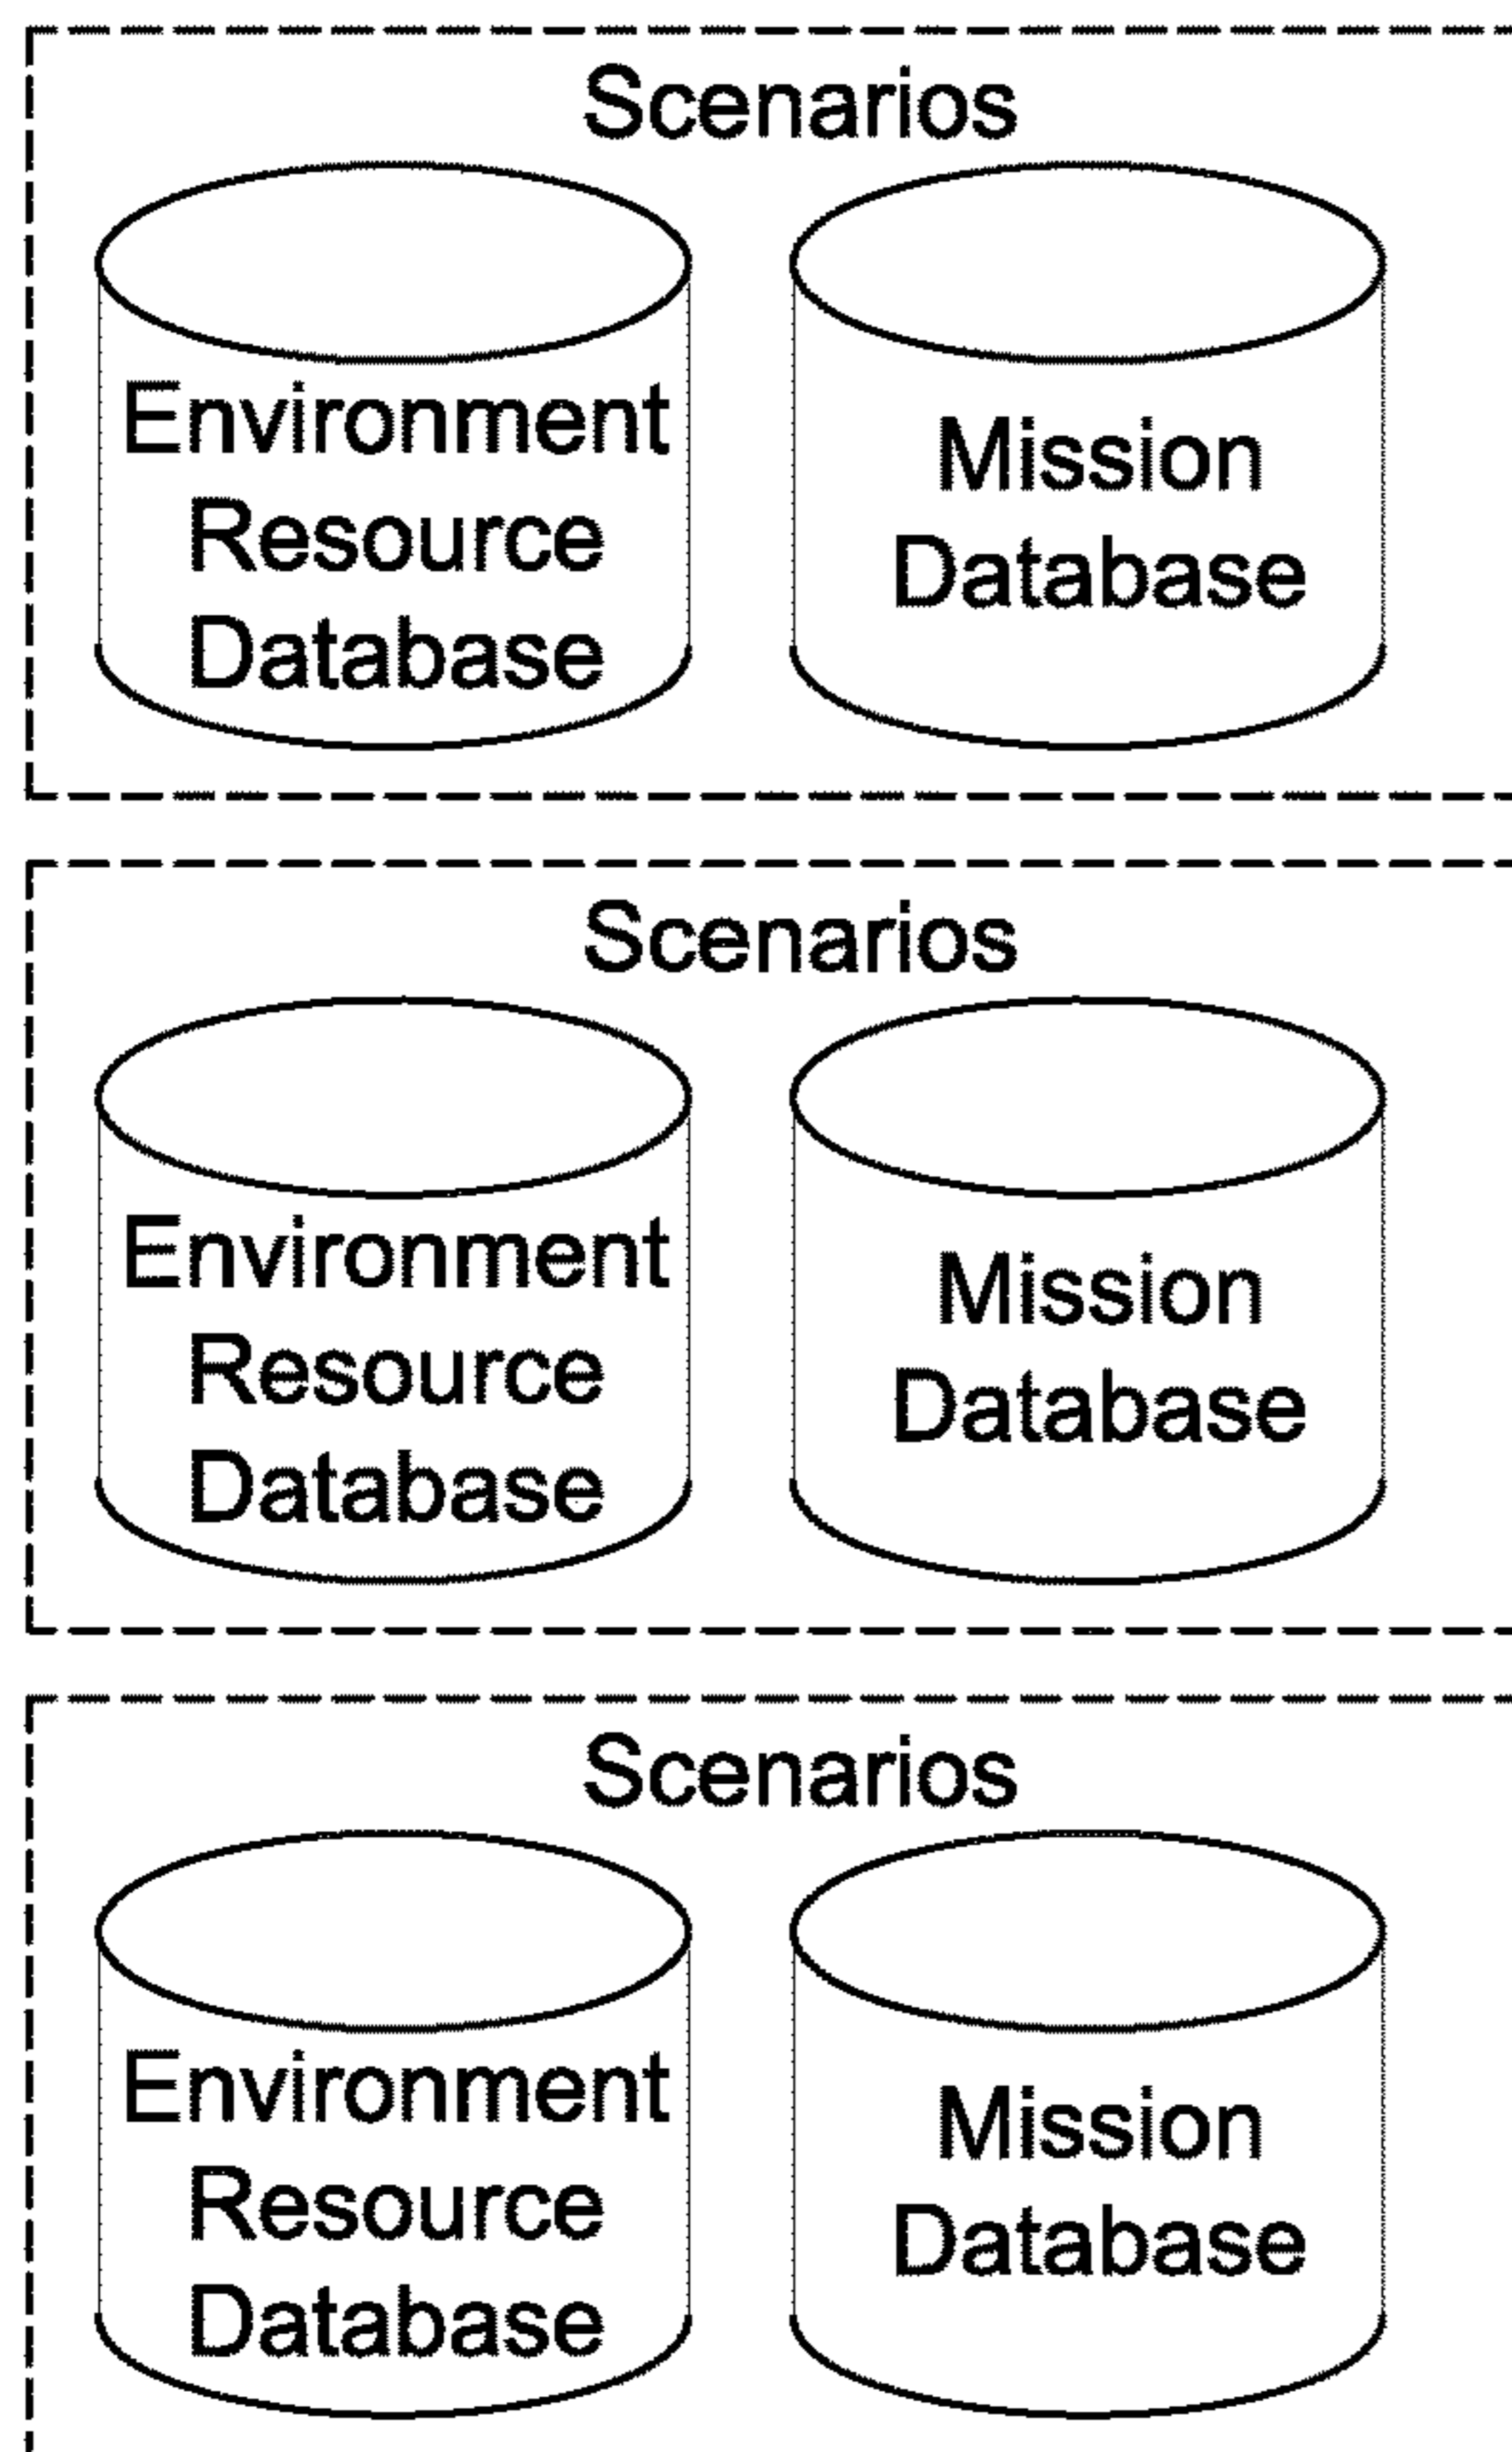 Scenarios
Environment
Resource
Database
Mission
Database
Scenarios
Environment
Resource
Database
Mission
Database
Scenarios
Environment
Resource
Database
Mission
Database